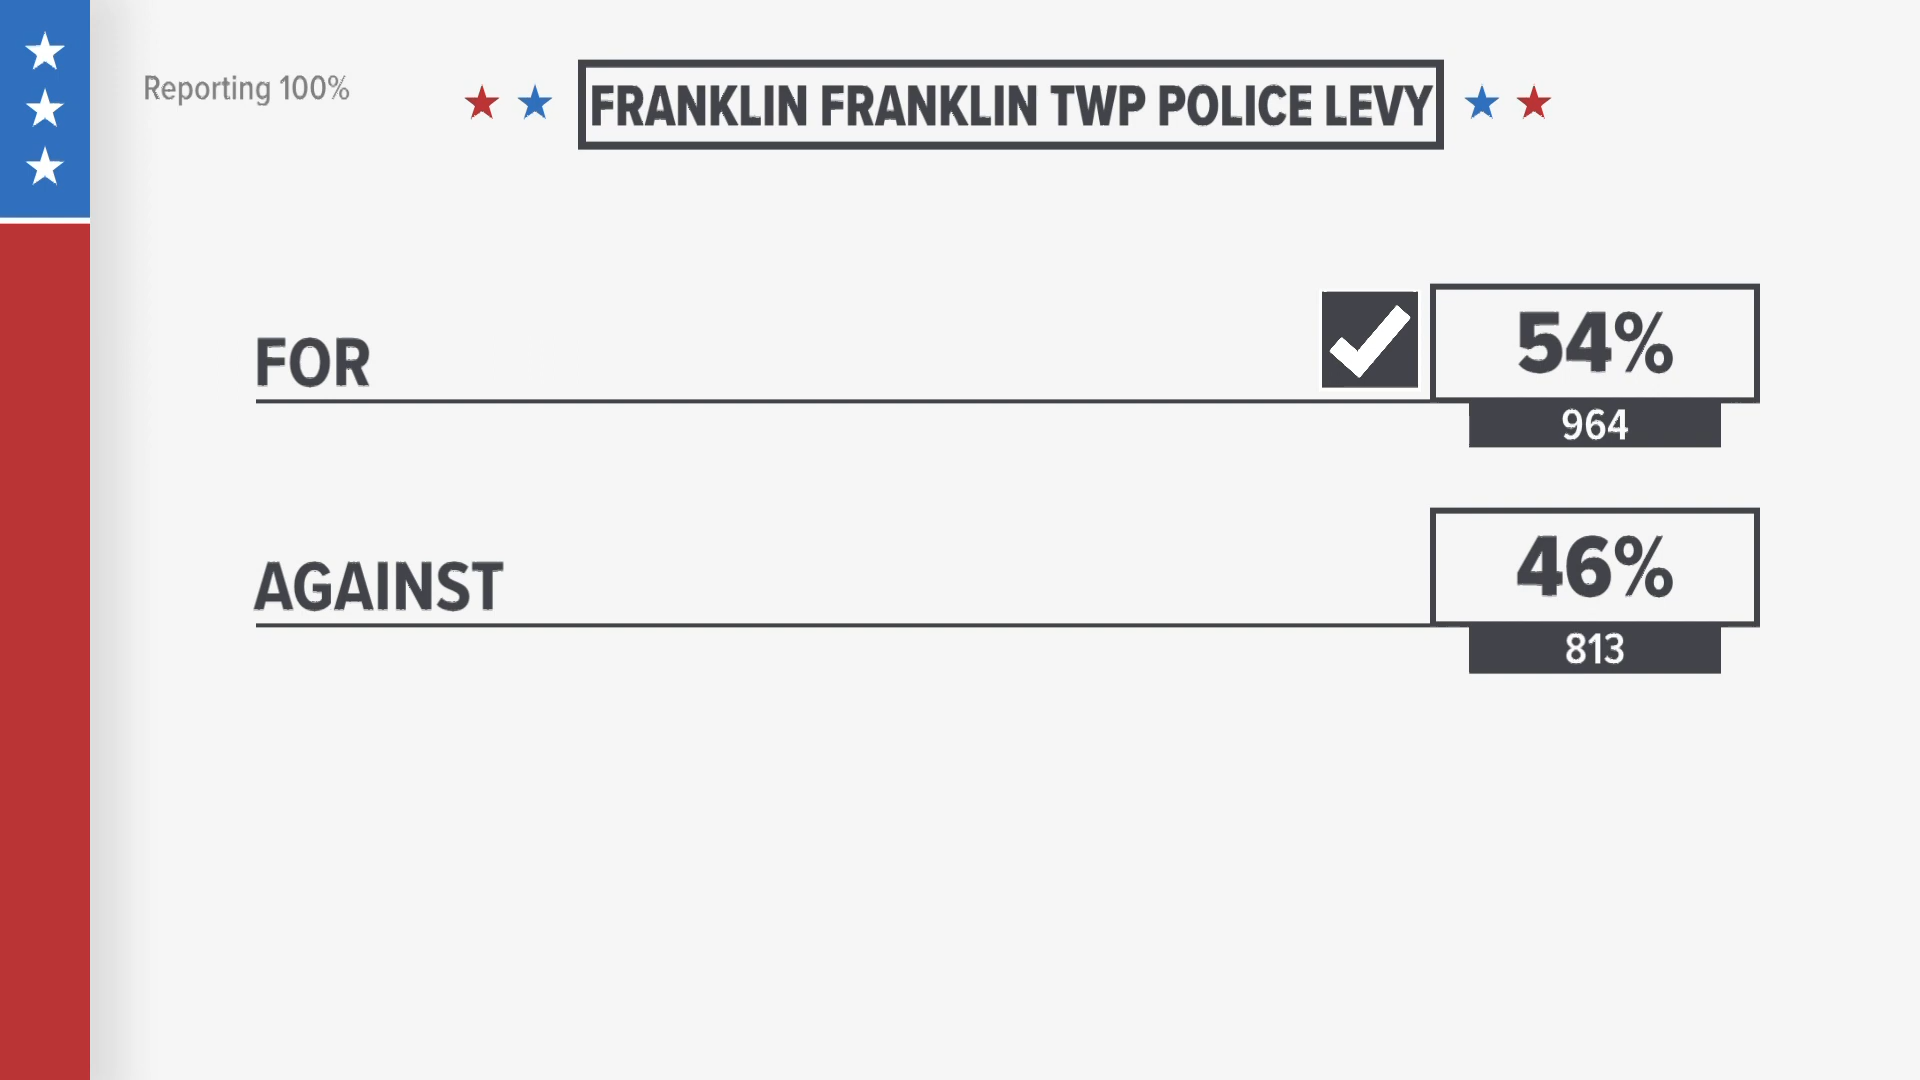 Reporting 100%
FRANKLIN FRANKLIN TWP POLICE LEVY
FOR
54%
964
AGAINST
46%
813